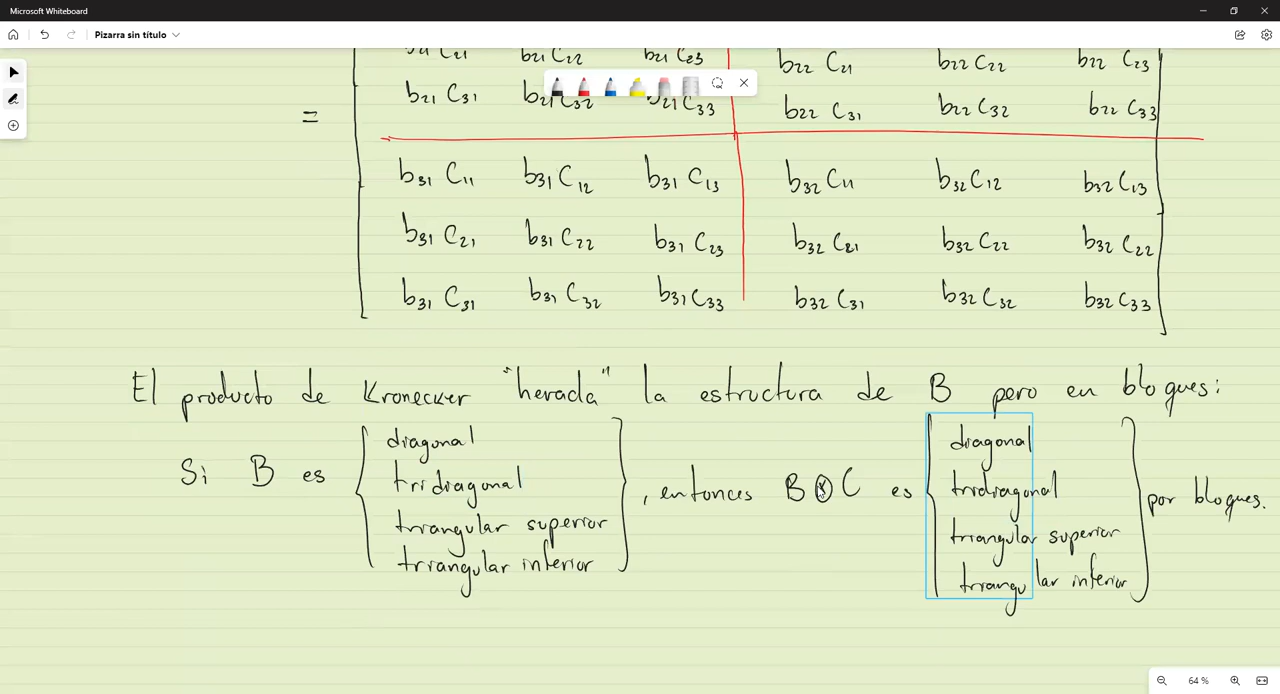 Microsoft Whiteboard
Pizarra sin título
b21 C22 b21 C23 b22 C21 b22 C22 b22 C23
b21 C31 b21 C32 b21 C33 b22 C31 b22 C32 b22 C33
=
b31 C11 b31 C12 b31 C13 b32 C11 b32 C12 b32 C13
b31 C21 b31 C22 b31 C23 b32 C21 b32 C22 b32 C22
b31 C31 b31 C32 b31 C33 b32 C31 b32 C32 b32 C33
El producto de Kronecker "hereda" la estructura de B pero en bloques:
Si B es { diagonal tridiagonal triangular superior triangular inferior } , entonces B ⊗ C es { diagonal tridiagonal triangular superior triangular inferior } por bloques.
64 %